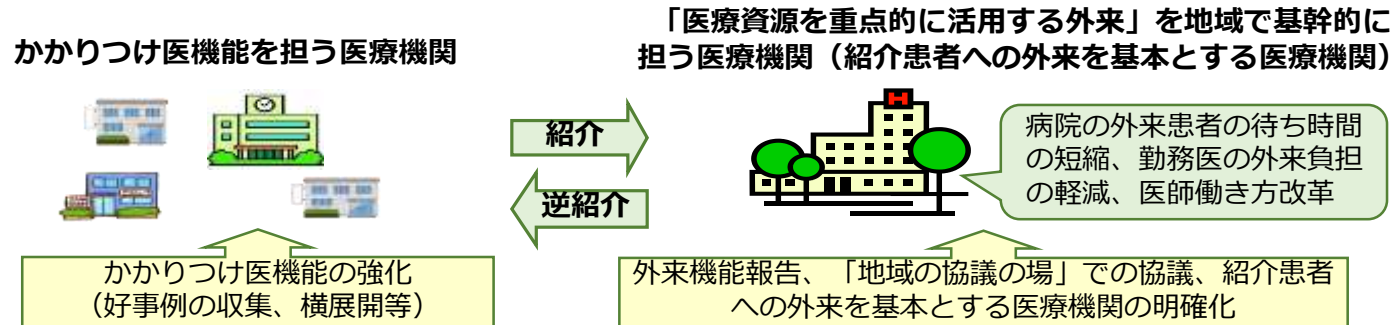 かかりつけ医機能を担う医療機関
「医療資源を重点的に活用する外来」を地域で基幹的に
担う医療機関（紹介患者への外来を基本とする医療機関）
紹介
逆紹介
病院の外来患者の待ち時間
の短縮、勤務医の外来負担
の軽減、医師働き方改革
かかりつけ医機能の強化
（好事例の収集、横展開等）
外来機能報告、「地域の協議の場」での協議、紹介患者
への外来を基本とする医療機関の明確化